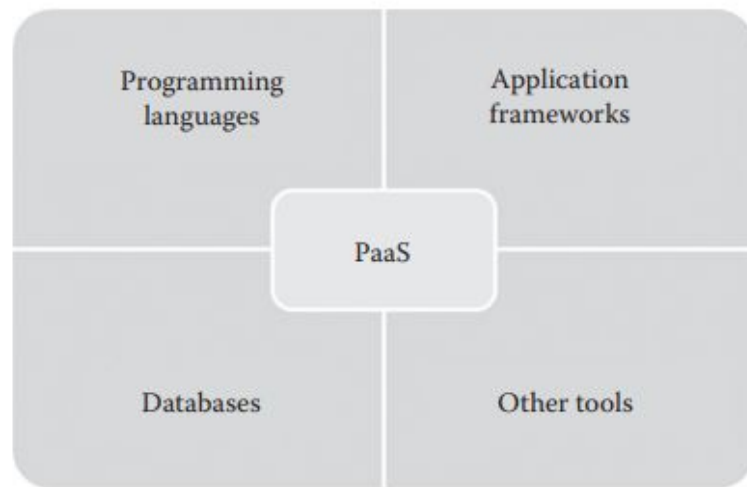 Programming
languages
Application
frameworks
PaaS
Databases
Other tools